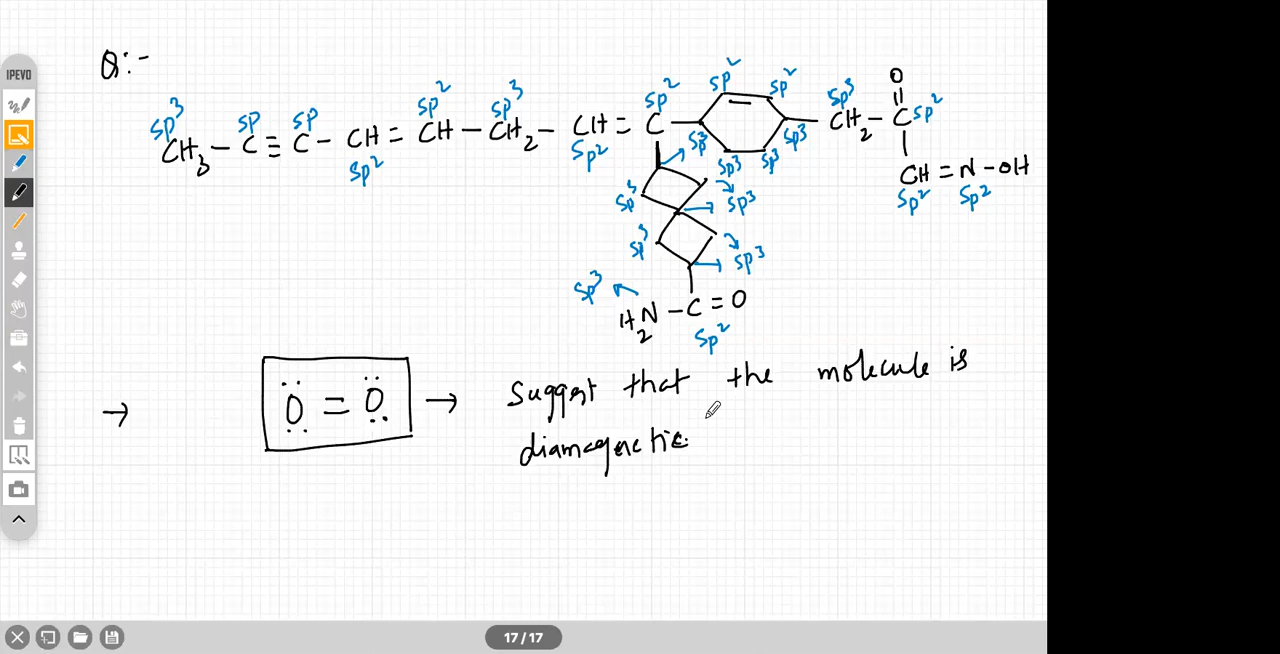 IPEVO
Q:-
sp³ sp sp sp² sp³ sp² sp² sp² sp³ O
CH₃ - C ≡ C - CH = CH - CH₂ - CH = C CH₂ - C sp²
sp² sp² sp³ sp³ sp³ sp³
CH = N - OH
sp³ sp³ sp² sp²
sp³ sp³
sp³
H₂N - C = O
sp²
→ Ö = Ö → Suggest that the molecule is
diamagnetic.
17 / 17